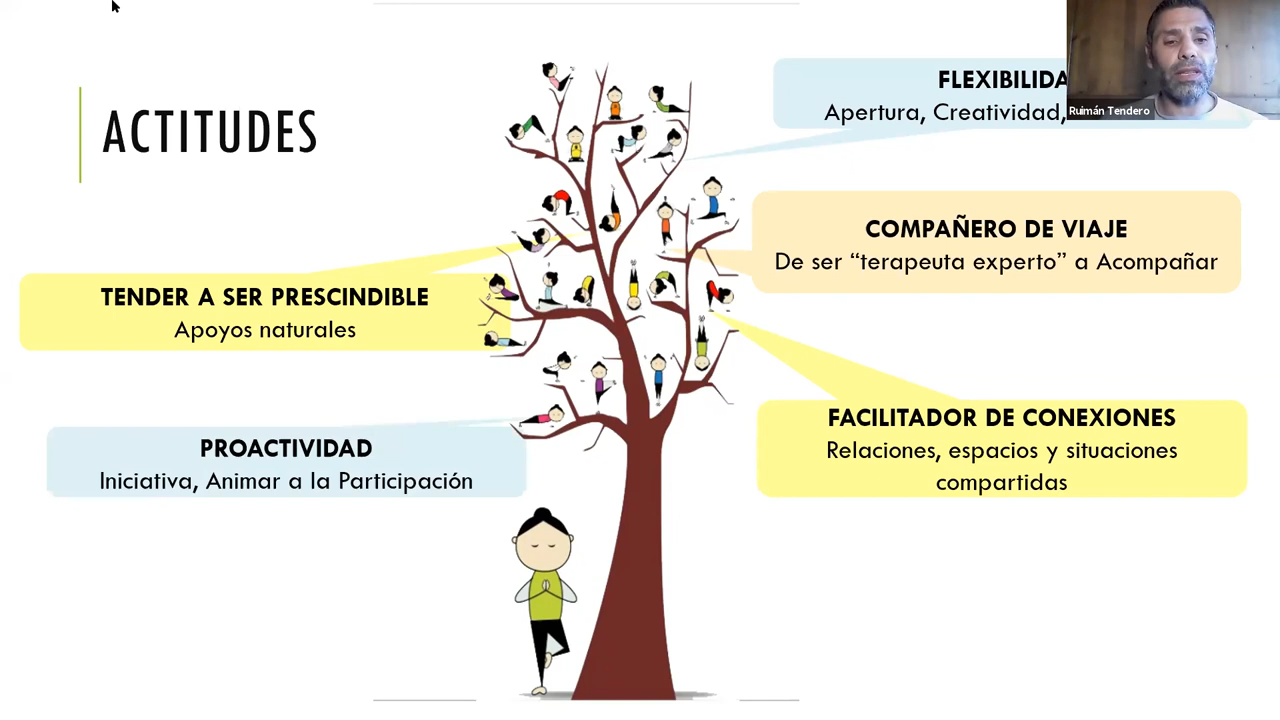 ACTITUDES
FLEXIBILIDA
Apertura, Creatividad,
Ruimán Tendero
COMPAÑERO DE VIAJE
De ser “terapeuta experto” a Acompañar
TENDER A SER PRESCINDIBLE
Apoyos naturales
FACILITADOR DE CONEXIONES
Relaciones, espacios y situaciones
compartidas
PROACTIVIDAD
Iniciativa, Animar a la Participación